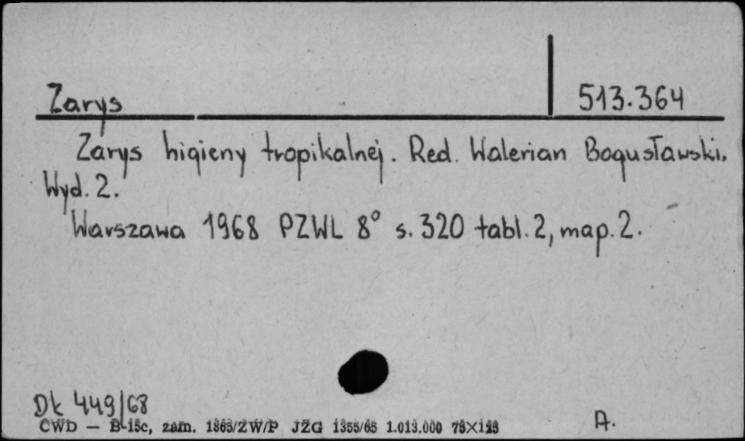 Zarys 513.364
Zarys higieny tropikalnej. Red. Walerian Bogusławski.
Wyd. 2.
Warszawa 1968 PZWL 8° s. 320 tabl. 2, map. 2.
Dk 449/68
CWD — B-15c, zam. 1363/ZW/P JZG 1355/65 1.013.000 75×125 A.